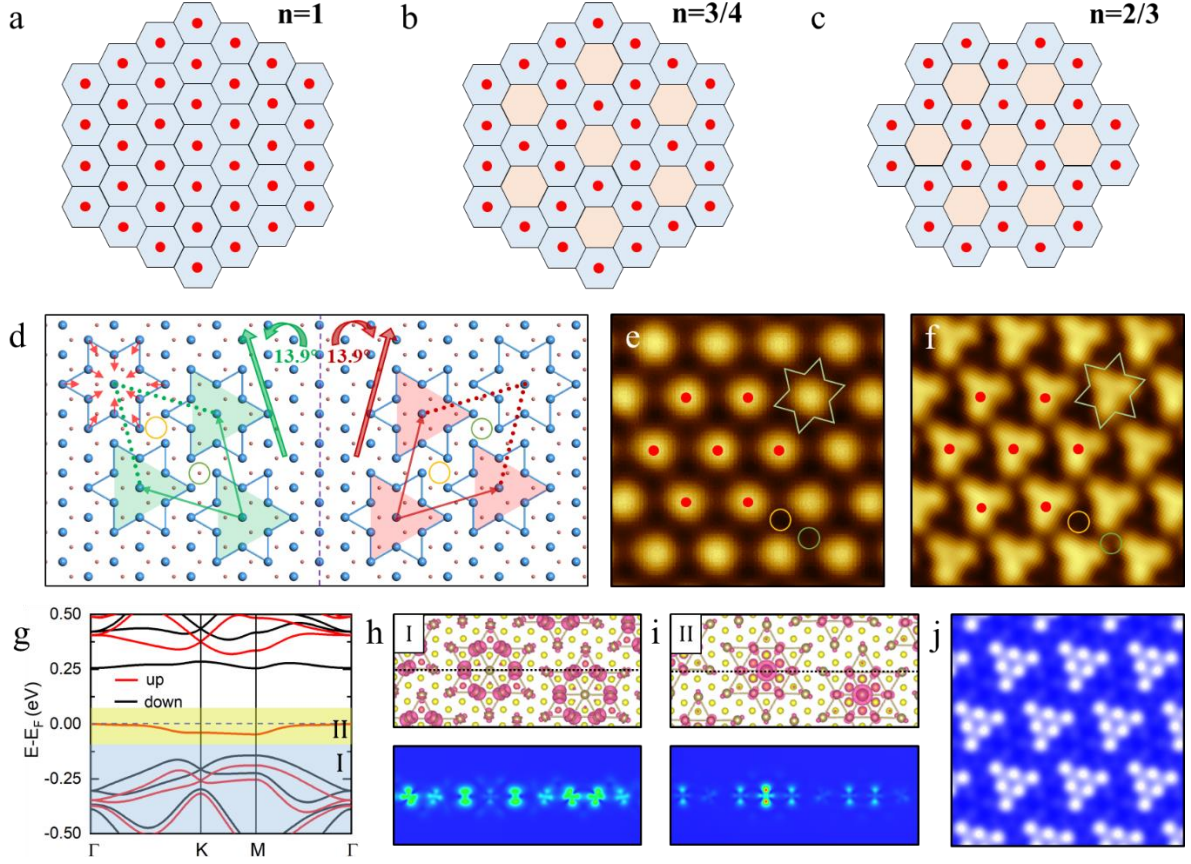 a
n=1
b
n=3/4
c
n=2/3
d
13.9°
13.9°
e
f
g
E-E_F (eV)
0.50
0.25
0.00
-0.25
-0.50
up
down
II
I
Γ K M Γ
h
I
i
II
j